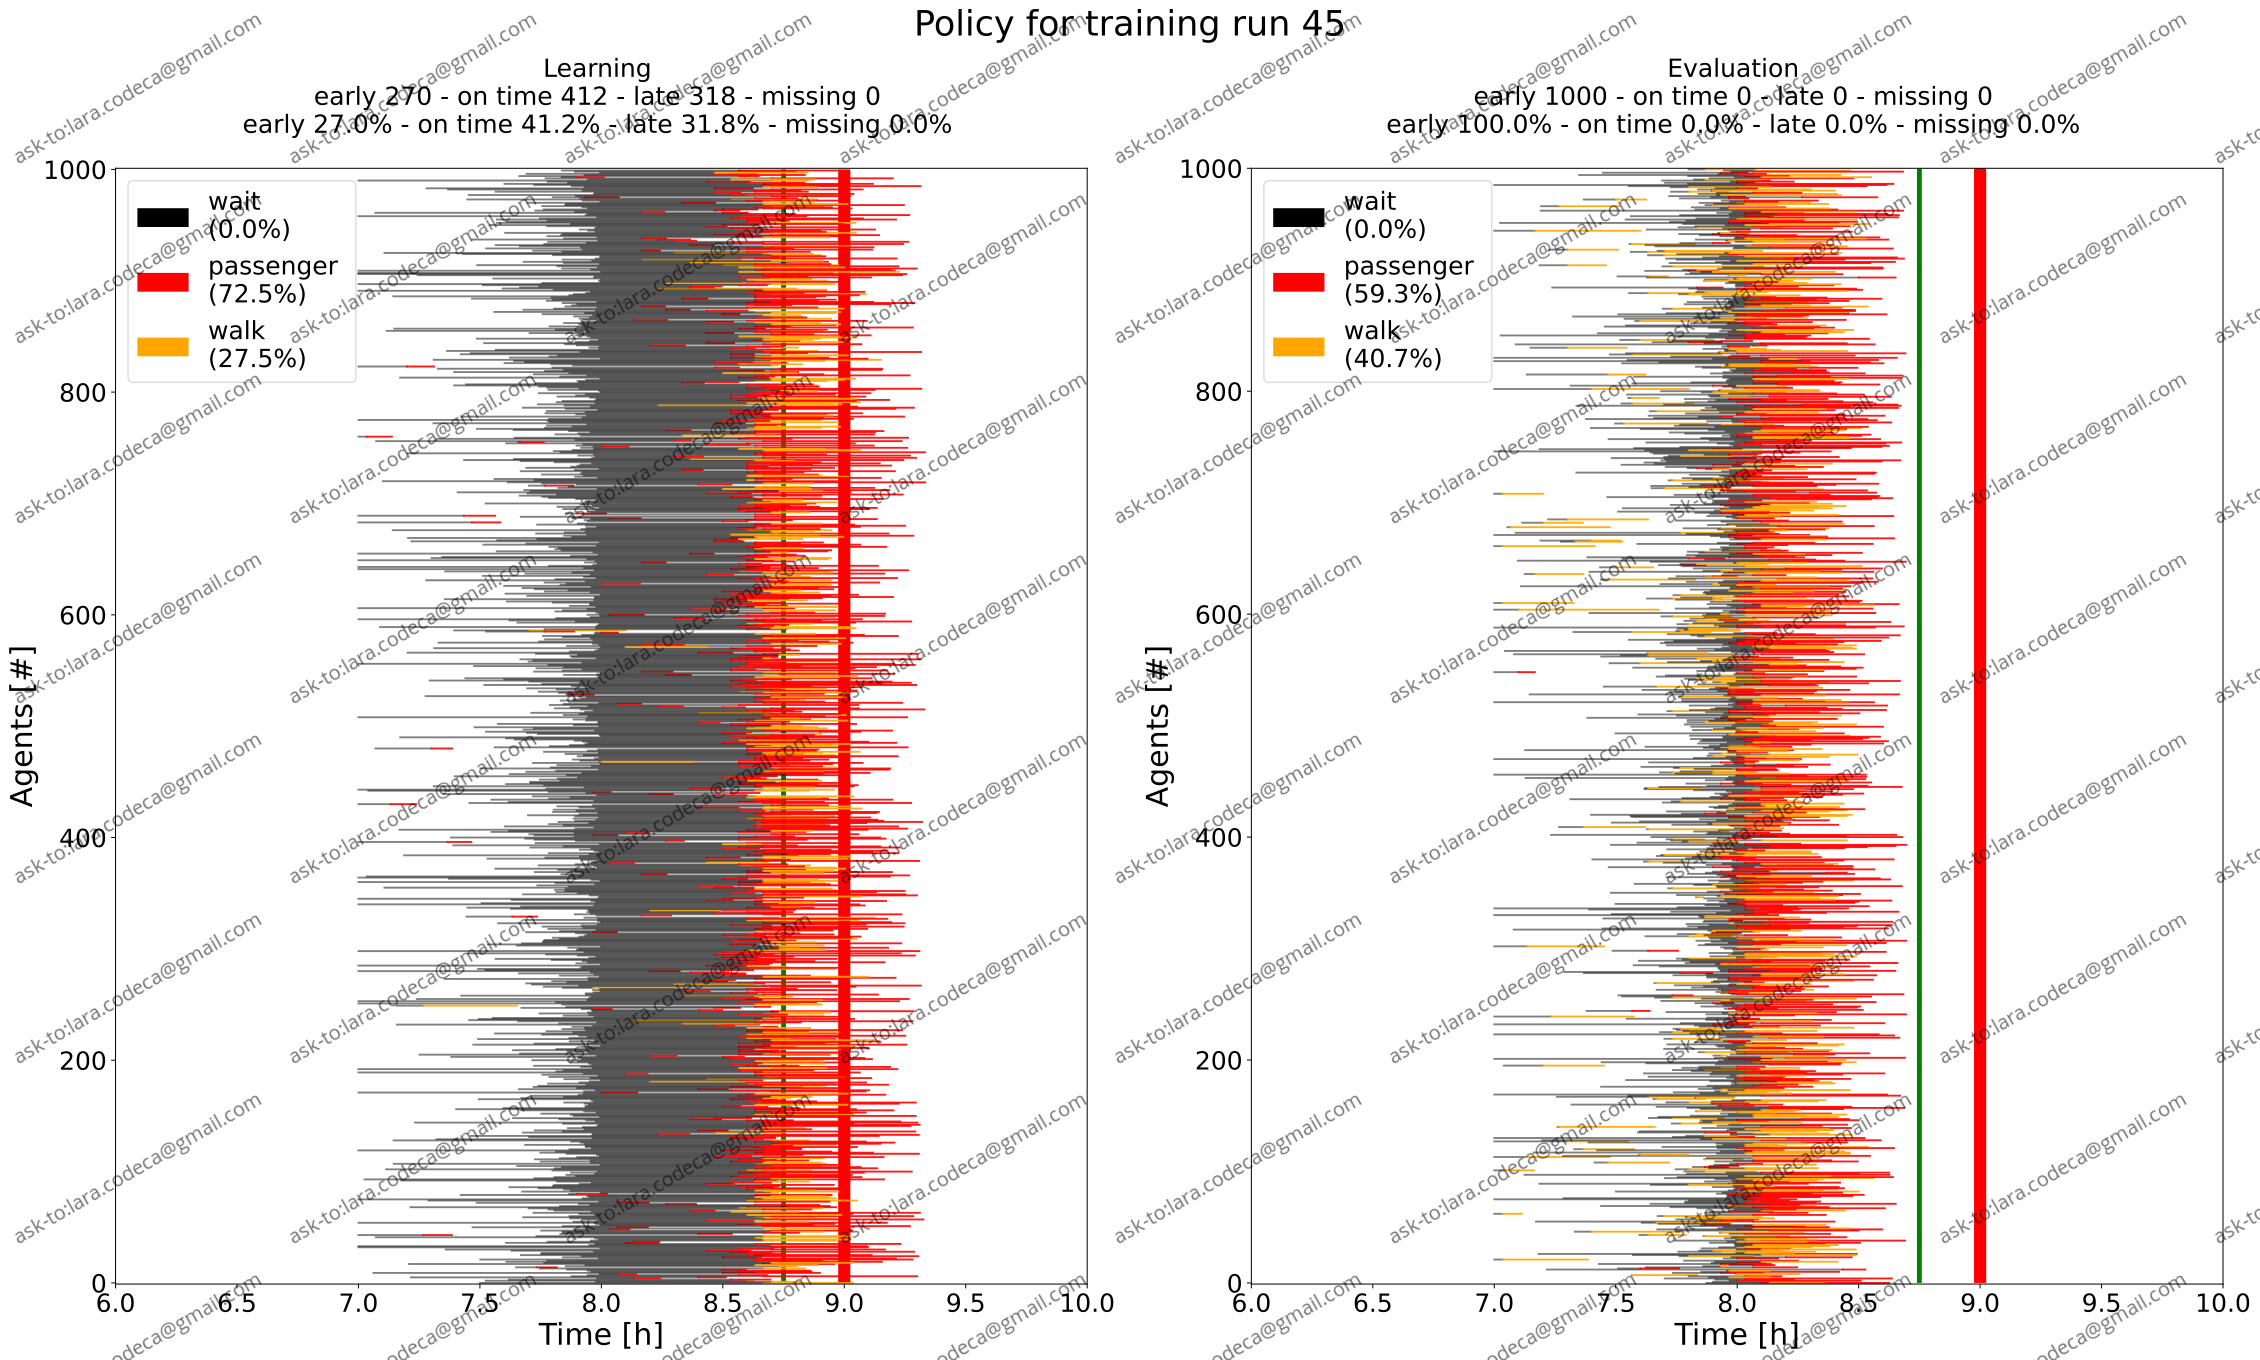 Policy for training run 45
Learning
early 270 - on time 412 - late 318 - missing 0
early 27.0% - on time 41.2% - late 31.8% - missing 0.0%
wait
(0.0%)
passenger
(72.5%)
walk
(27.5%)
1000
800
600
400
200
0
Agents [#]
6.0 6.5 7.0 7.5 8.0 8.5 9.0 9.5 10.0
Time [h]
Evaluation
early 1000 - on time 0 - late 0 - missing 0
early 100.0% - on time 0.0% - late 0.0% - missing 0.0%
wait
(0.0%)
passenger
(59.3%)
walk
(40.7%)
1000
800
600
400
200
0
Agents [#]
6.0 6.5 7.0 7.5 8.0 8.5 9.0 9.5 10.0
Time [h]
ask-to:lara.codeca@gmail.com